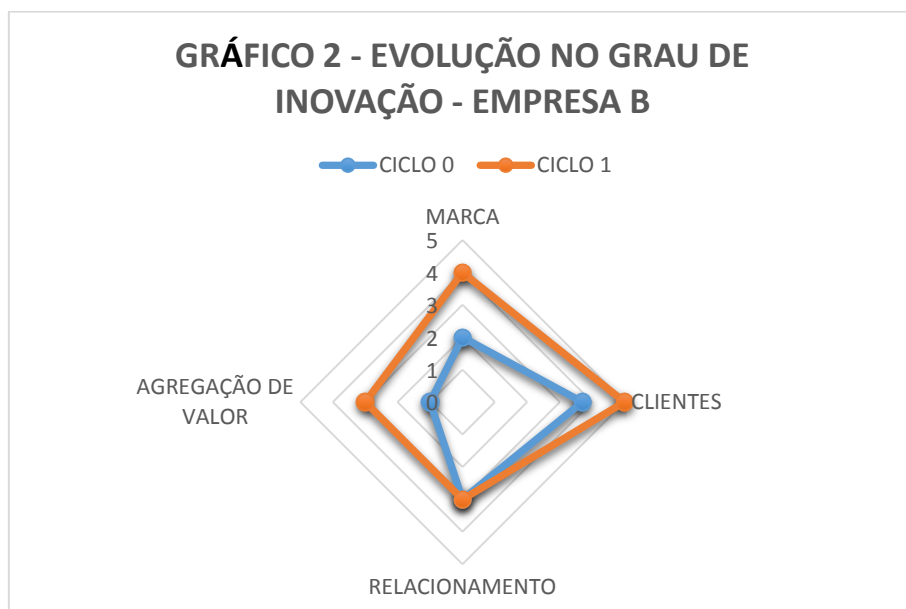 GRÁFICO 2 - EVOLUÇÃO NO GRAU DE
INOVAÇÃO - EMPRESA B
CICLO 0 CICLO 1
MARCA
5
4
3
2
1
0
AGREGAÇÃO DE
VALOR
CLIENTES
RELACIONAMENTO